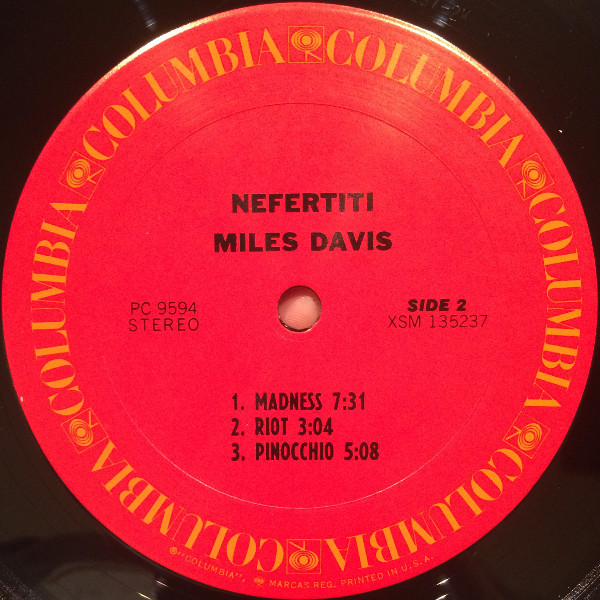 COLUMBIA COLUMBIA COLUMBIA COLUMBIA COLUMBIA COLUMBIA
NEFERTITI
MILES DAVIS
PC 9594
STEREO
SIDE 2
XSM 135237
1. MADNESS 7:31
2. RIOT 3:04
3. PINOCCHIO 5:08
℗"COLUMBIA", MARCAS REG. PRINTED IN U.S.A.